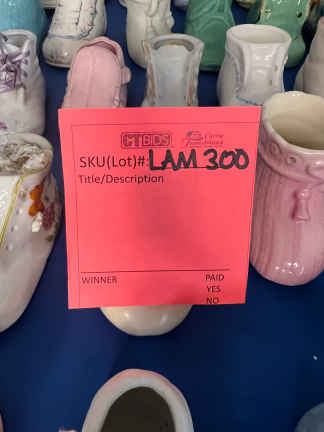 CTBIDS
SKU(Lot)#: LAM 300
Title/Description
WINNER
PAID
YES
NO